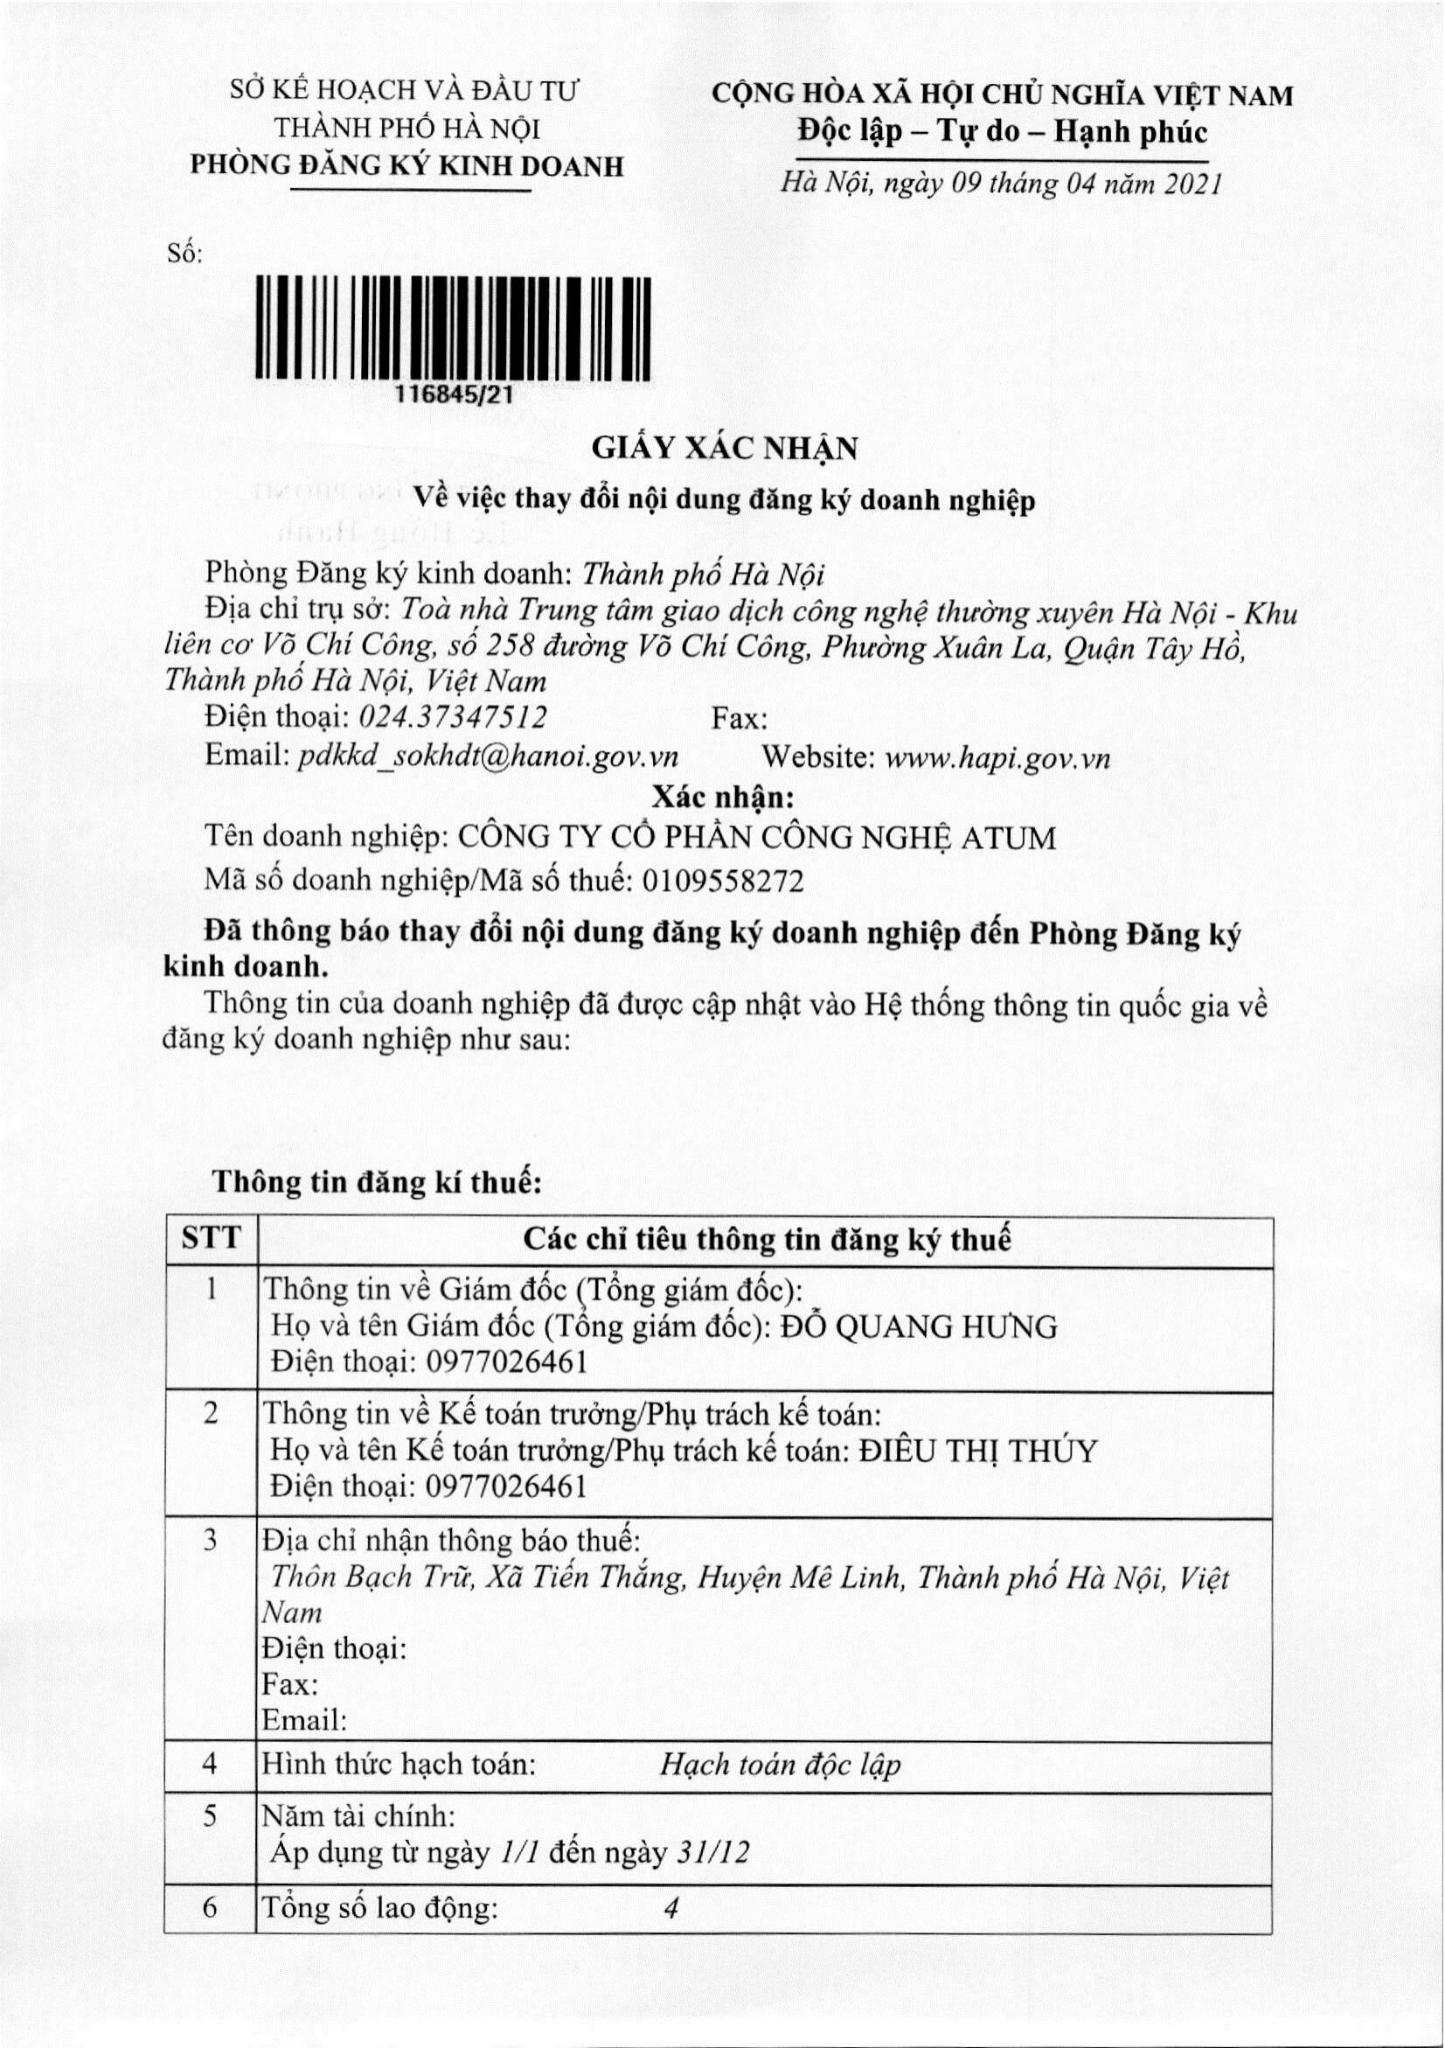 SỞ KẾ HOẠCH VÀ ĐẦU TƯ
THÀNH PHỐ HÀ NỘI
PHÒNG ĐĂNG KÝ KINH DOANH
CỘNG HÒA XÃ HỘI CHỦ NGHĨA VIỆT NAM
Độc lập – Tự do – Hạnh phúc
Hà Nội, ngày 09 tháng 04 năm 2021
Số:
116845/21
GIẤY XÁC NHẬN
Về việc thay đổi nội dung đăng ký doanh nghiệp
Phòng Đăng ký kinh doanh: Thành phố Hà Nội
Địa chỉ trụ sở: Toà nhà Trung tâm giao dịch công nghệ thường xuyên Hà Nội - Khu
liên cơ Võ Chí Công, số 258 đường Võ Chí Công, Phường Xuân La, Quận Tây Hồ,
Thành phố Hà Nội, Việt Nam
Điện thoại: 024.37347512 Fax:
Email: pdkkd_sokhdt@hanoi.gov.vn Website: www.hapi.gov.vn
Xác nhận:
Tên doanh nghiệp: CÔNG TY CỔ PHẦN CÔNG NGHỆ ATUM
Mã số doanh nghiệp/Mã số thuế: 0109558272
Đã thông báo thay đổi nội dung đăng ký doanh nghiệp đến Phòng Đăng ký
kinh doanh.
Thông tin của doanh nghiệp đã được cập nhật vào Hệ thống thông tin quốc gia về
đăng ký doanh nghiệp như sau:
Thông tin đăng kí thuế:
STT Các chỉ tiêu thông tin đăng ký thuế
1 Thông tin về Giám đốc (Tổng giám đốc):
Họ và tên Giám đốc (Tổng giám đốc): ĐỖ QUANG HƯNG
Điện thoại: 0977026461
2 Thông tin về Kế toán trưởng/Phụ trách kế toán:
Họ và tên Kế toán trưởng/Phụ trách kế toán: ĐIÊU THỊ THÚY
Điện thoại: 0977026461
3 Địa chỉ nhận thông báo thuế:
Thôn Bạch Trữ, Xã Tiến Thắng, Huyện Mê Linh, Thành phố Hà Nội, Việt
Nam
Điện thoại:
Fax:
Email:
4 Hình thức hạch toán: Hạch toán độc lập
5 Năm tài chính:
Áp dụng từ ngày 1/1 đến ngày 31/12
6 Tổng số lao động: 4